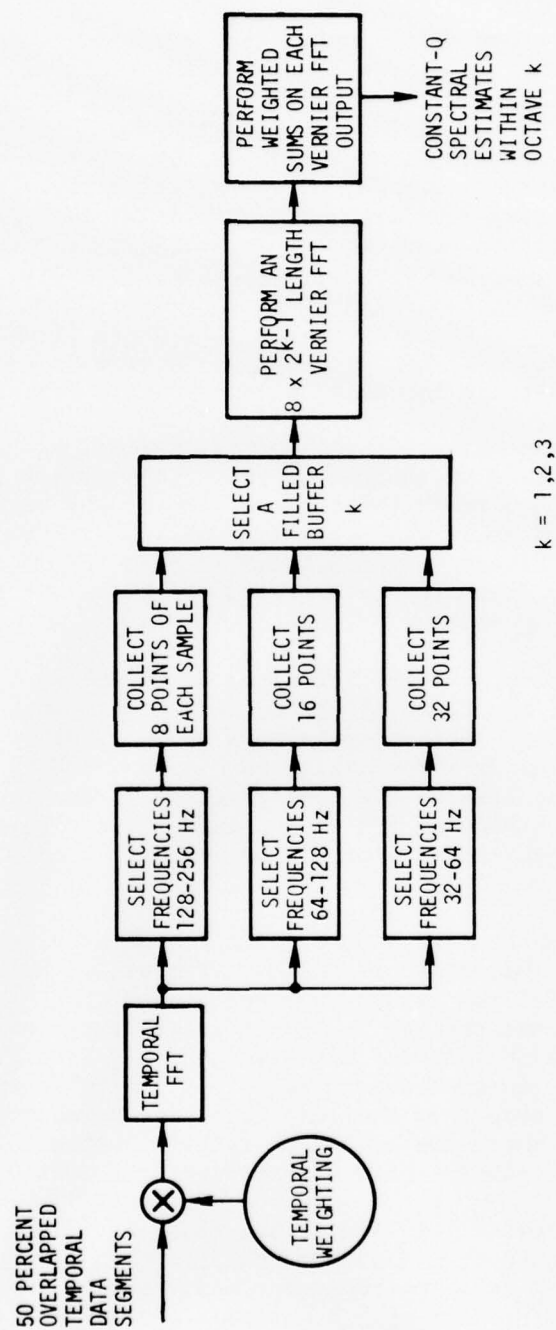 50 PERCENT
OVERLAPPED
TEMPORAL
DATA
SEGMENTS
X
TEMPORAL
WEIGHTING
TEMPORAL
FFT
SELECT
FREQUENCIES
128-256 Hz
COLLECT
8 POINTS OF
EACH SAMPLE
SELECT
FREQUENCIES
64-128 Hz
COLLECT
16 POINTS
SELECT
FREQUENCIES
32-64 Hz
COLLECT
32 POINTS
SELECT
A
FILLED
BUFFER
k
PERFORM AN
8 x 2k-1 LENGTH
VERNIER FFT
PERFORM
WEIGHTED
SUMS ON EACH
VERNIER FFT
OUTPUT
CONSTANT-Q
SPECTRAL
ESTIMATES
WITHIN
OCTAVE k
k = 1,2,3